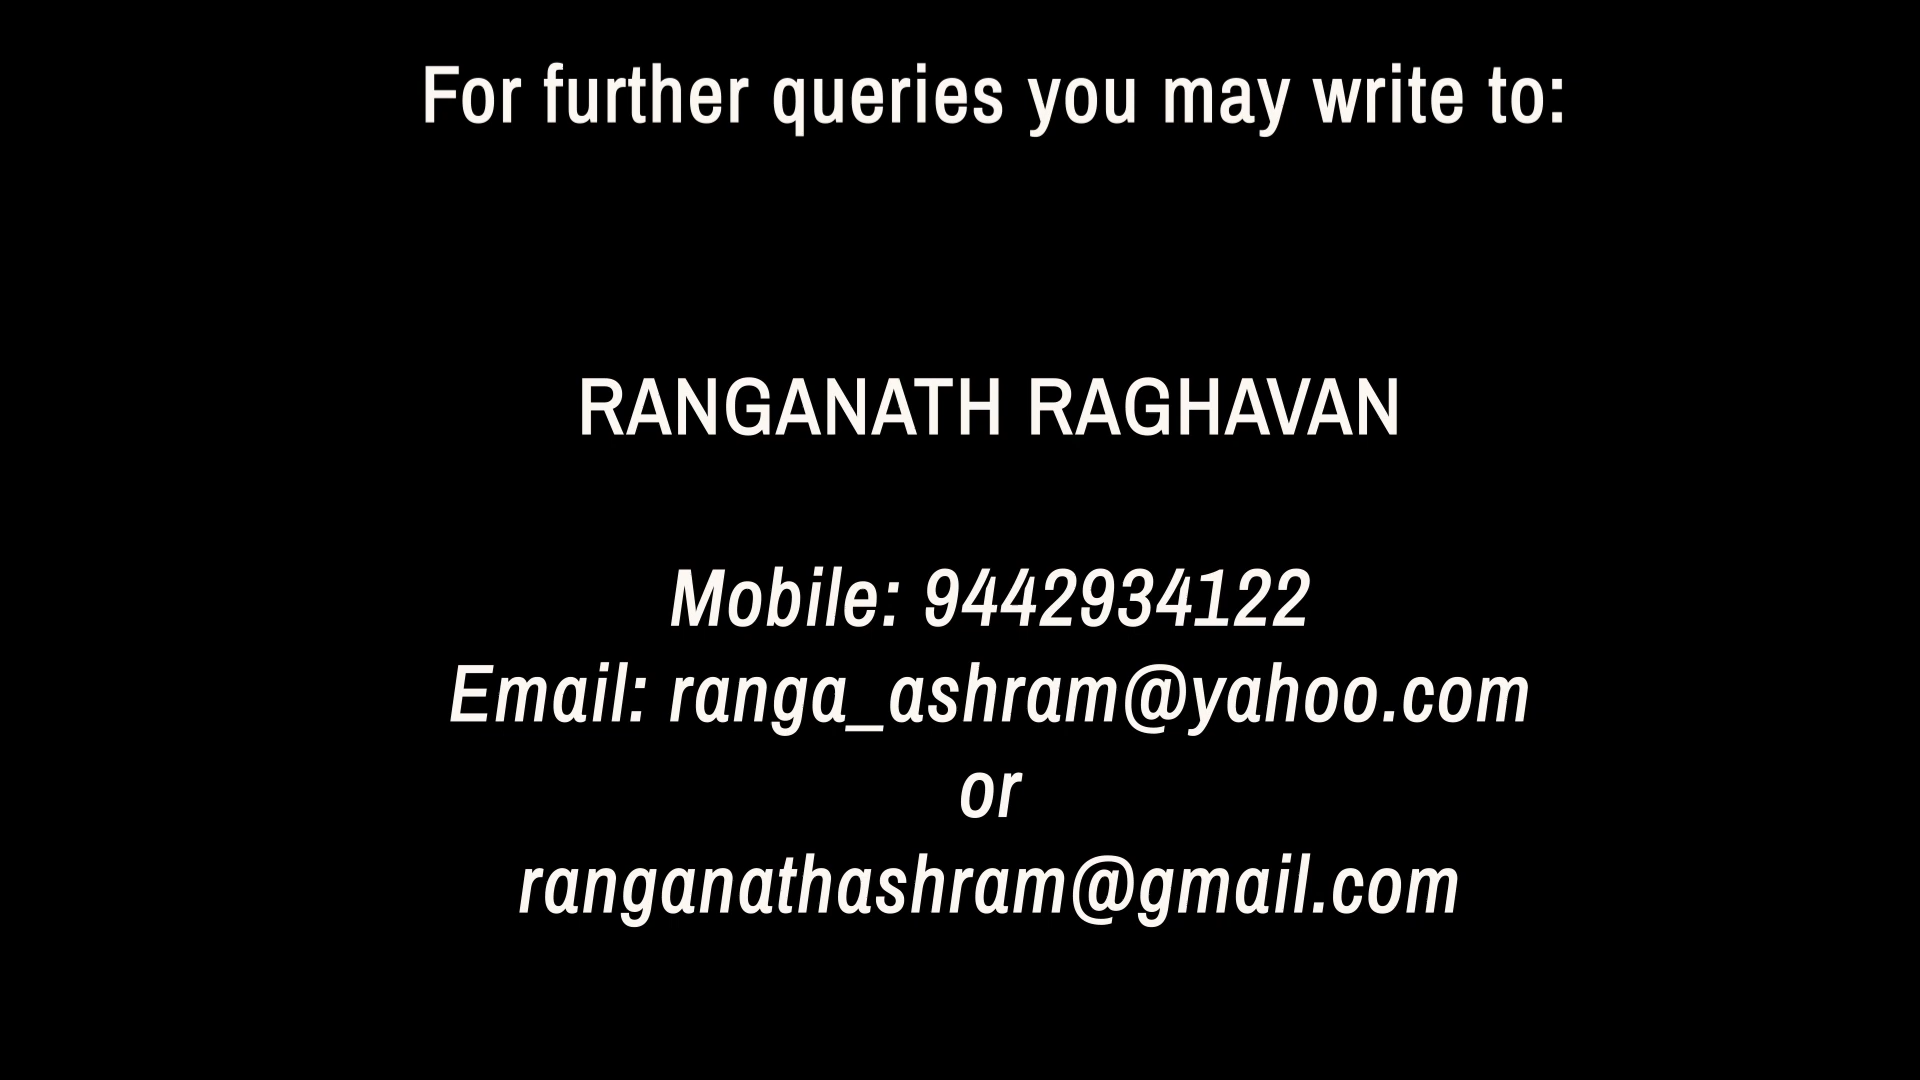 For further queries you may write to:
RANGANATH RAGHAVAN
Mobile: 9442934122
Email: ranga_ashram@yahoo.com
or
ranganathashram@gmail.com